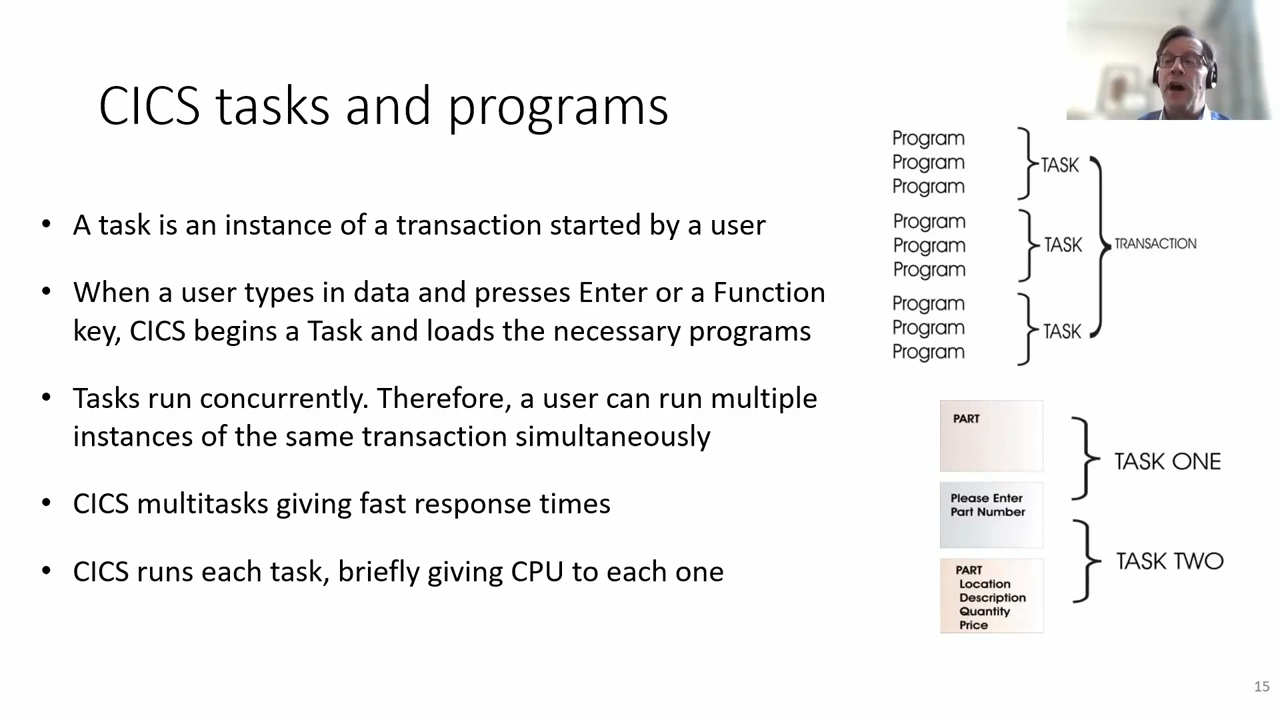 CICS tasks and programs
• A task is an instance of a transaction started by a user
• When a user types in data and presses Enter or a Function
key, CICS begins a Task and loads the necessary programs
• Tasks run concurrently. Therefore, a user can run multiple
instances of the same transaction simultaneously
• CICS multitasks giving fast response times
• CICS runs each task, briefly giving CPU to each one
Program
Program
Program
TASK
Program
Program
Program
TASK
Program
Program
Program
TASK
TRANSACTION
PART
Please Enter
Part Number
PART
Location
Description
Quantity
Price
TASK ONE
TASK TWO
15